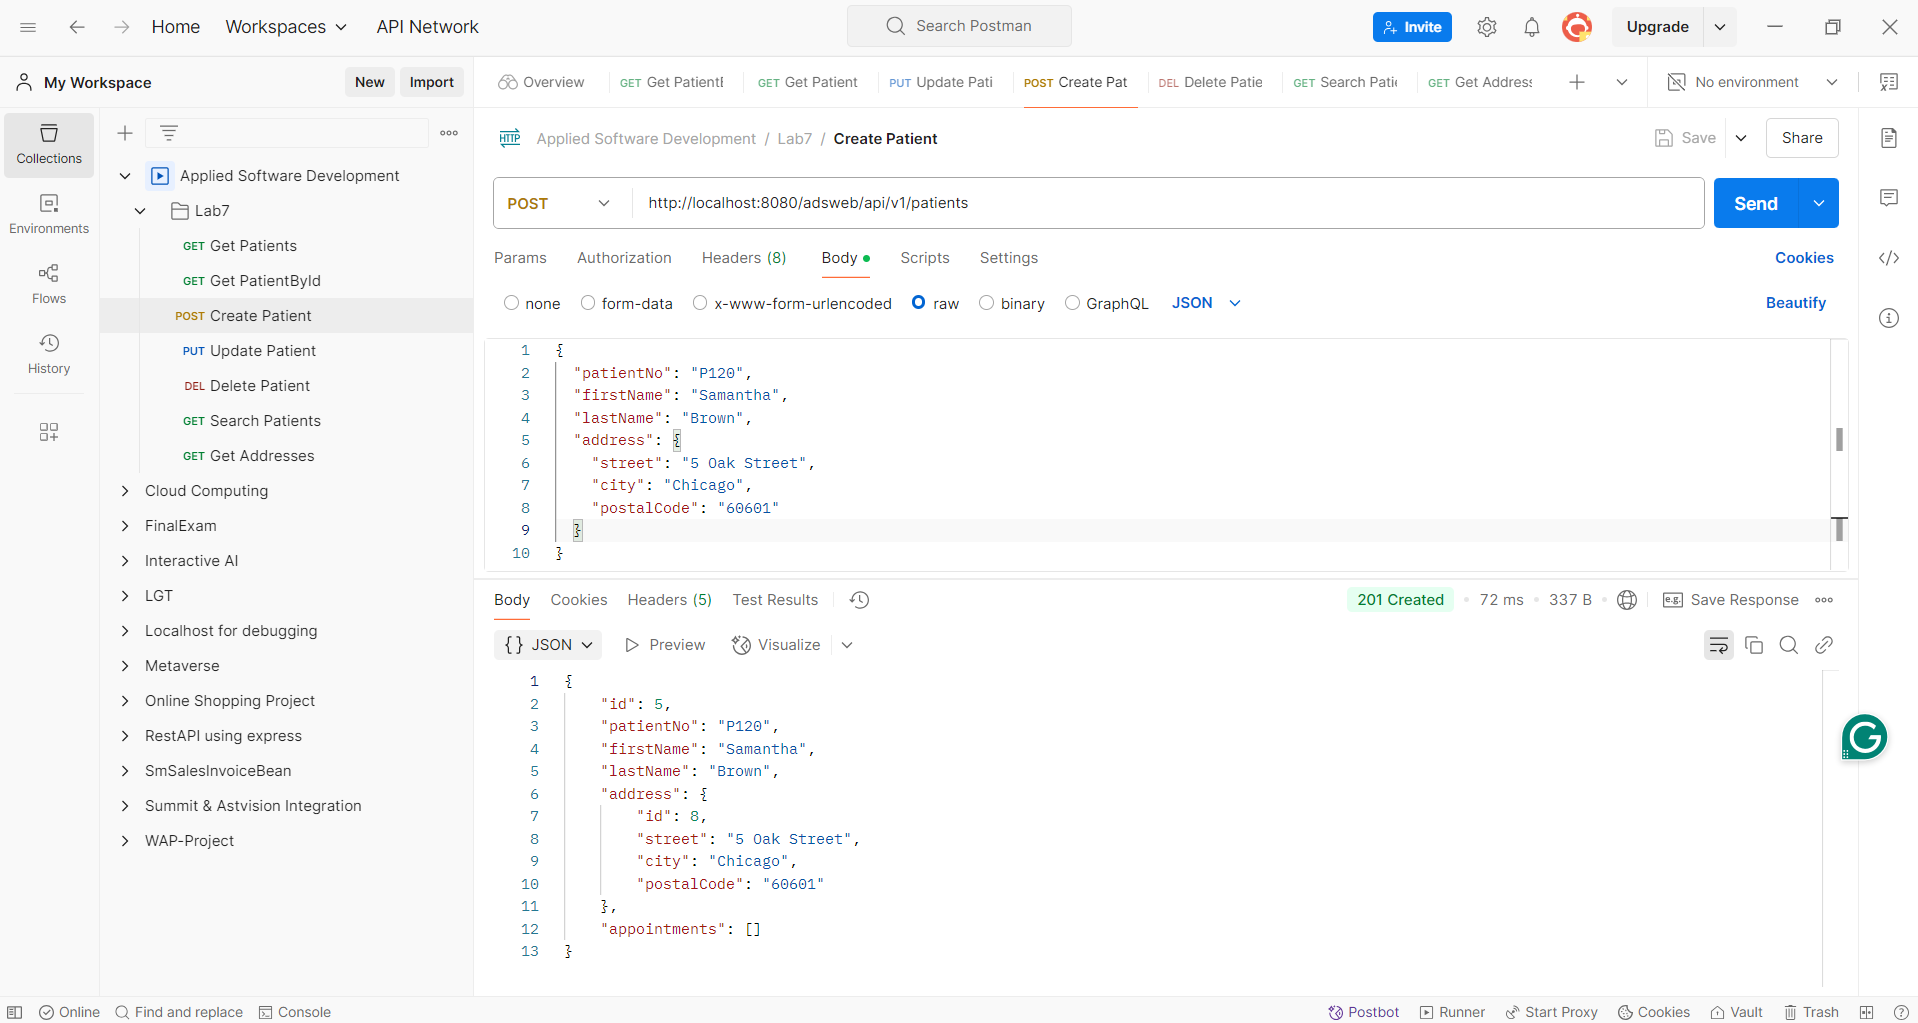 Home
Workspaces
API Network
Search Postman
Invite
Upgrade
My Workspace
New
Import
Overview
GET Get PatientE
GET Get Patient
PUT Update Pati
POST Create Pat
DEL Delete Patie
GET Search Patie
GET Get Address
No environment
Collections
Environments
Flows
History
Applied Software Development
Lab7
GET Get Patients
GET Get PatientById
POST Create Patient
PUT Update Patient
DEL Delete Patient
GET Search Patients
GET Get Addresses
Cloud Computing
FinalExam
Interactive AI
LGT
Localhost for debugging
Metaverse
Online Shopping Project
RestAPI using express
SmSalesInvoiceBean
Summit & Astvision Integration
WAP-Project
HTTP Applied Software Development / Lab7 / Create Patient
Save
Share
POST
http://localhost:8080/adsweb/api/v1/patients
Send
Params Authorization Headers (8) Body Scripts Settings
Cookies
none form-data x-www-form-urlencoded raw binary GraphQL JSON
Beautify
1 {
2 "patientNo": "P120",
3 "firstName": "Samantha",
4 "lastName": "Brown",
5 "address": {
6 "street": "5 Oak Street",
7 "city": "Chicago",
8 "postalCode": "60601"
9 }
10 }
Body Cookies Headers (5) Test Results
201 Created • 72 ms • 337 B •
e.g. Save Response
{} JSON
Preview
Visualize
1 {
2 "id": 5,
3 "patientNo": "P120",
4 "firstName": "Samantha",
5 "lastName": "Brown",
6 "address": {
7 "id": 8,
8 "street": "5 Oak Street",
9 "city": "Chicago",
10 "postalCode": "60601"
11 },
12 "appointments": []
13 }
G
Online
Find and replace
Console
Postbot
Runner
Start Proxy
Cookies
Vault
Trash